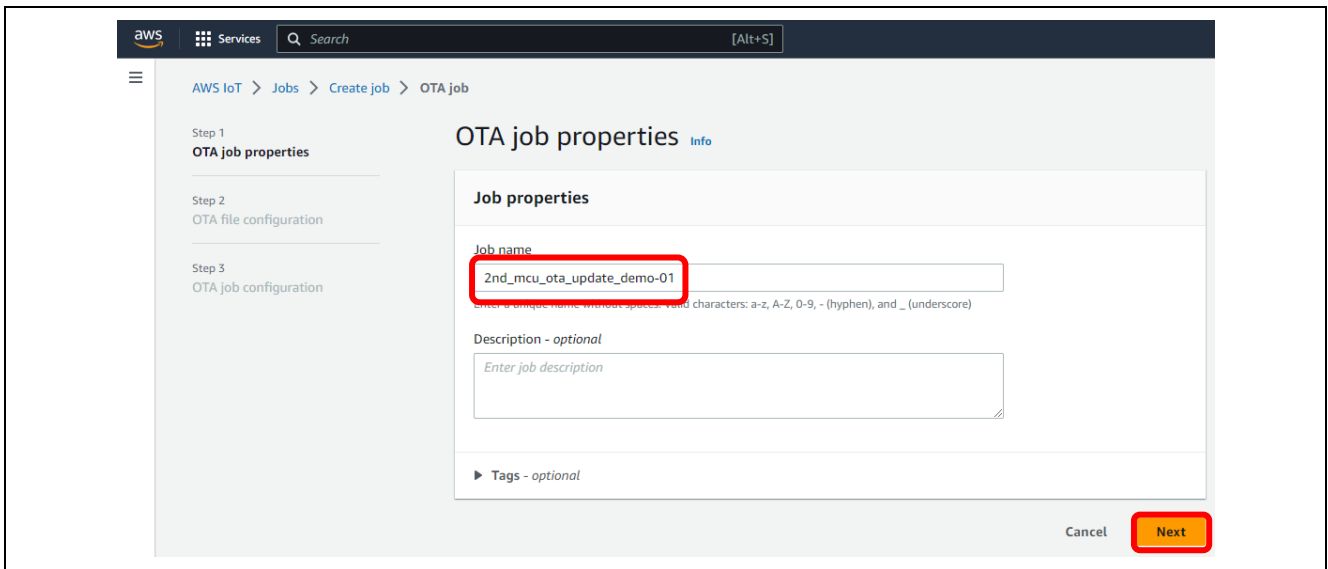 aws
Services
Search
[Alt+S]
AWS IoT > Jobs > Create job > OTA job
Step 1
OTA job properties
Step 2
OTA file configuration
Step 3
OTA job configuration
OTA job properties Info
Job properties
Job name
2nd_mcu_ota_update_demo-01
Enter a unique name without spaces. Valid characters: a-z, A-Z, 0-9, - (hyphen), and _ (underscore)
Description - optional
Enter job description
Tags - optional
Cancel
Next